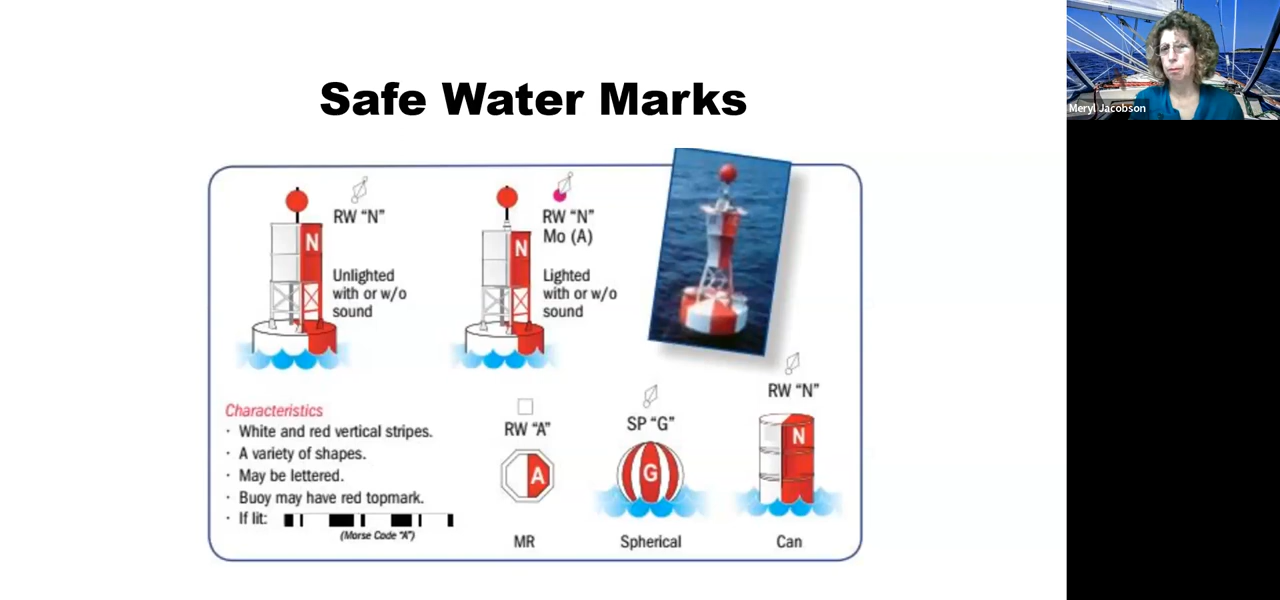 Safe Water Marks
Meryl Jacobson
RW “N”
N
Unlighted
with or w/o
sound
RW “N”
Mo (A)
N
Lighted
with or w/o
sound
Characteristics
· White and red vertical stripes.
· A variety of shapes.
· May be lettered.
· Buoy may have red topmark.
· If lit:
(Morse Code “A”)
RW “A”
A
MR
SP “G”
G
Spherical
RW “N”
N
Can